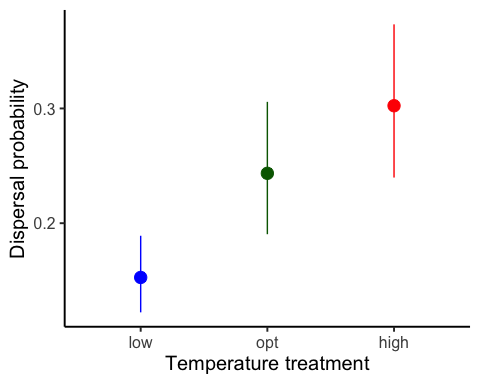 Dispersal probability
0.3
0.2
low opt high
Temperature treatment